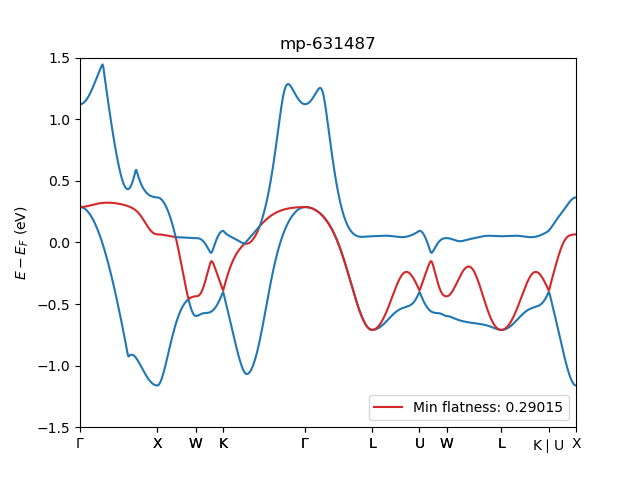 mp-631487
E − E_F (eV)
1.5
1.0
0.5
0.0
−0.5
−1.0
−1.5
Min flatness: 0.29015
Γ X W K Γ L U W L K | U X